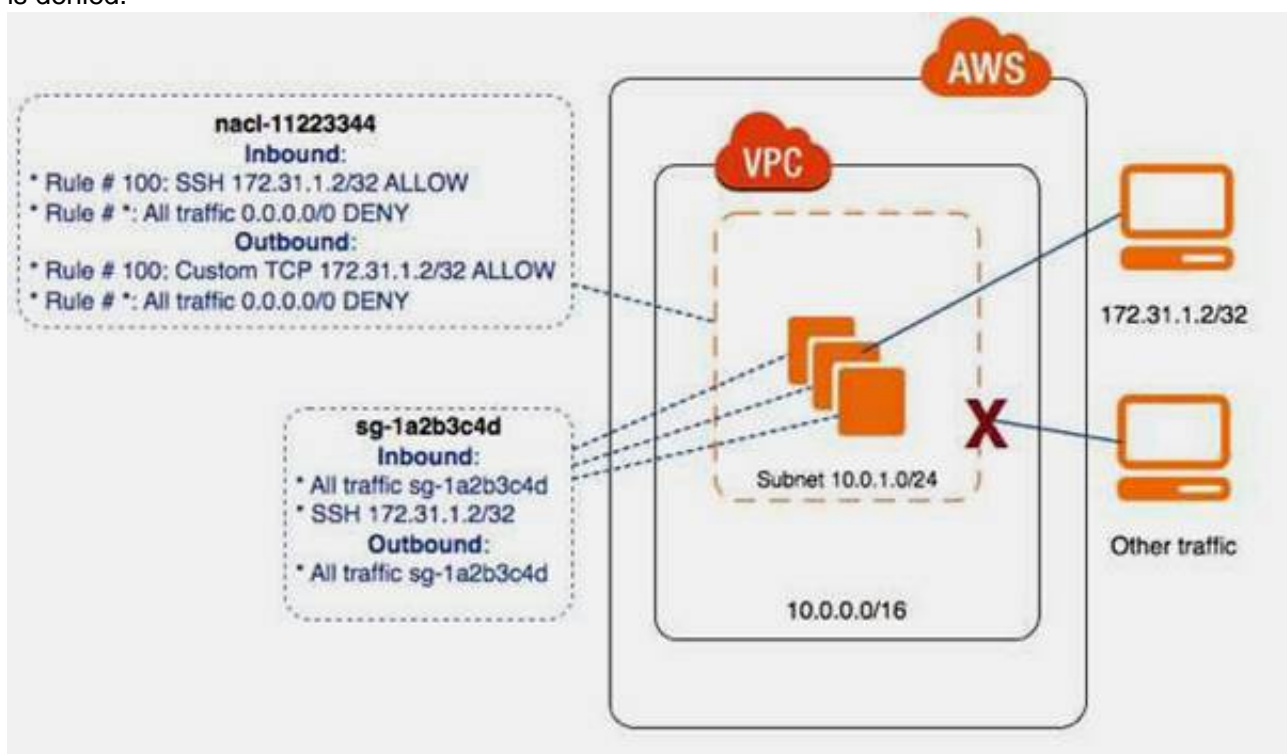 is denied.
AWS
nacl-11223344
Inbound:
* Rule # 100: SSH 172.31.1.2/32 ALLOW
* Rule # *: All traffic 0.0.0.0/0 DENY
Outbound:
* Rule # 100: Custom TCP 172.31.1.2/32 ALLOW
* Rule # *: All traffic 0.0.0.0/0 DENY
VPC
172.31.1.2/32
sg-1a2b3c4d
Inbound:
* All traffic sg-1a2b3c4d
* SSH 172.31.1.2/32
Outbound:
* All traffic sg-1a2b3c4d
X
Subnet 10.0.1.0/24
Other traffic
10.0.0.0/16